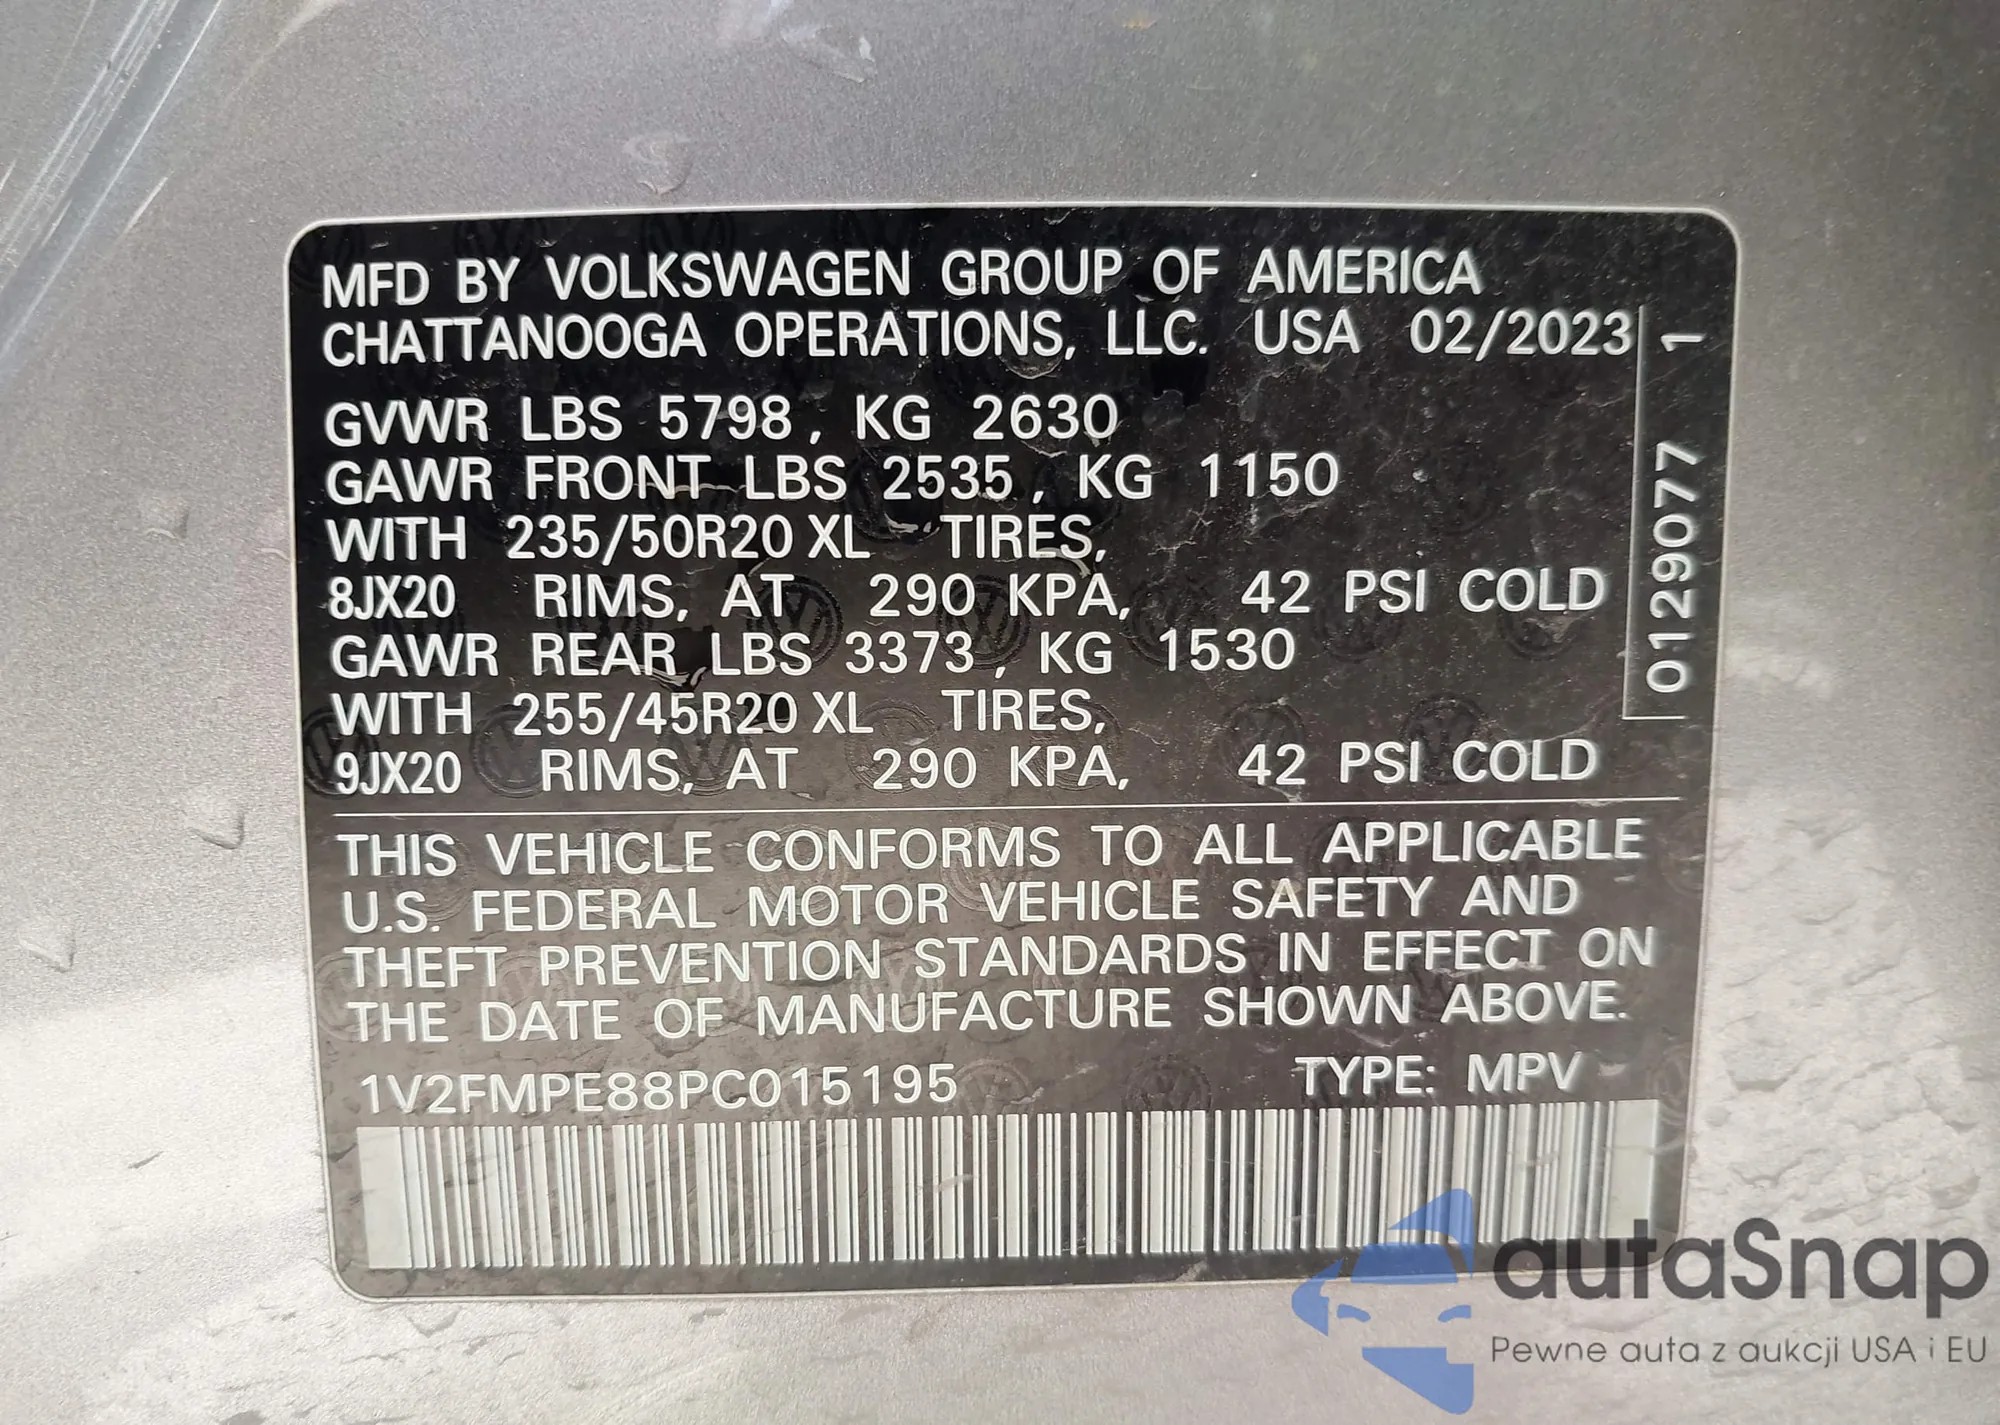 MFD BY VOLKSWAGEN GROUP OF AMERICA
CHATTANOOGA OPERATIONS, LLC. USA 02/2023
GVWR LBS 5798, KG 2630
GAWR FRONT LBS 2535, KG 1150
WITH 235/50R20 XL TIRES,
8JX20 RIMS, AT 290 KPA, 42 PSI COLD
GAWR REAR LBS 3373, KG 1530
WITH 255/45R20 XL TIRES,
9JX20 RIMS, AT 290 KPA, 42 PSI COLD
0129077 1
THIS VEHICLE CONFORMS TO ALL APPLICABLE
U.S. FEDERAL MOTOR VEHICLE SAFETY AND
THEFT PREVENTION STANDARDS IN EFFECT ON
THE DATE OF MANUFACTURE SHOWN ABOVE.
1V2FMPE88PC015195 TYPE: MPV
autaSnap
Pewne auta z aukcji USA i EU